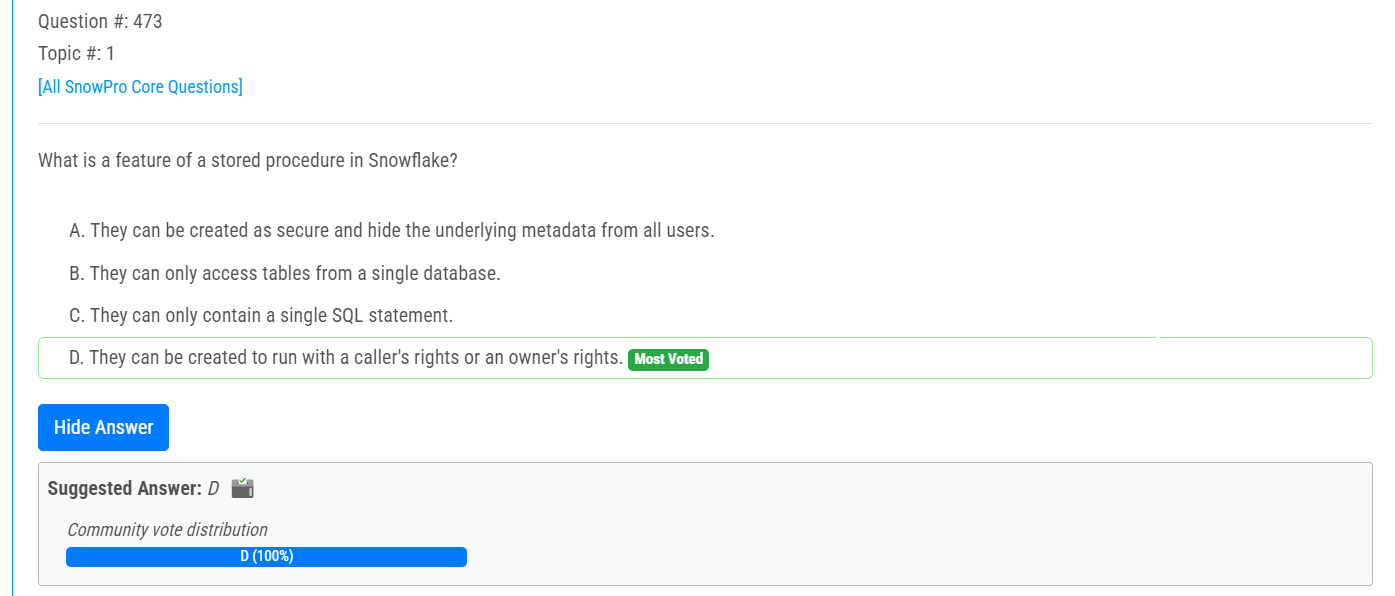 Question #: 473
Topic #: 1
[All SnowPro Core Questions]
What is a feature of a stored procedure in Snowflake?
A. They can be created as secure and hide the underlying metadata from all users.
B. They can only access tables from a single database.
C. They can only contain a single SQL statement.
D. They can be created to run with a caller's rights or an owner's rights. Most Voted
Hide Answer
Suggested Answer: D
Community vote distribution
D (100%)